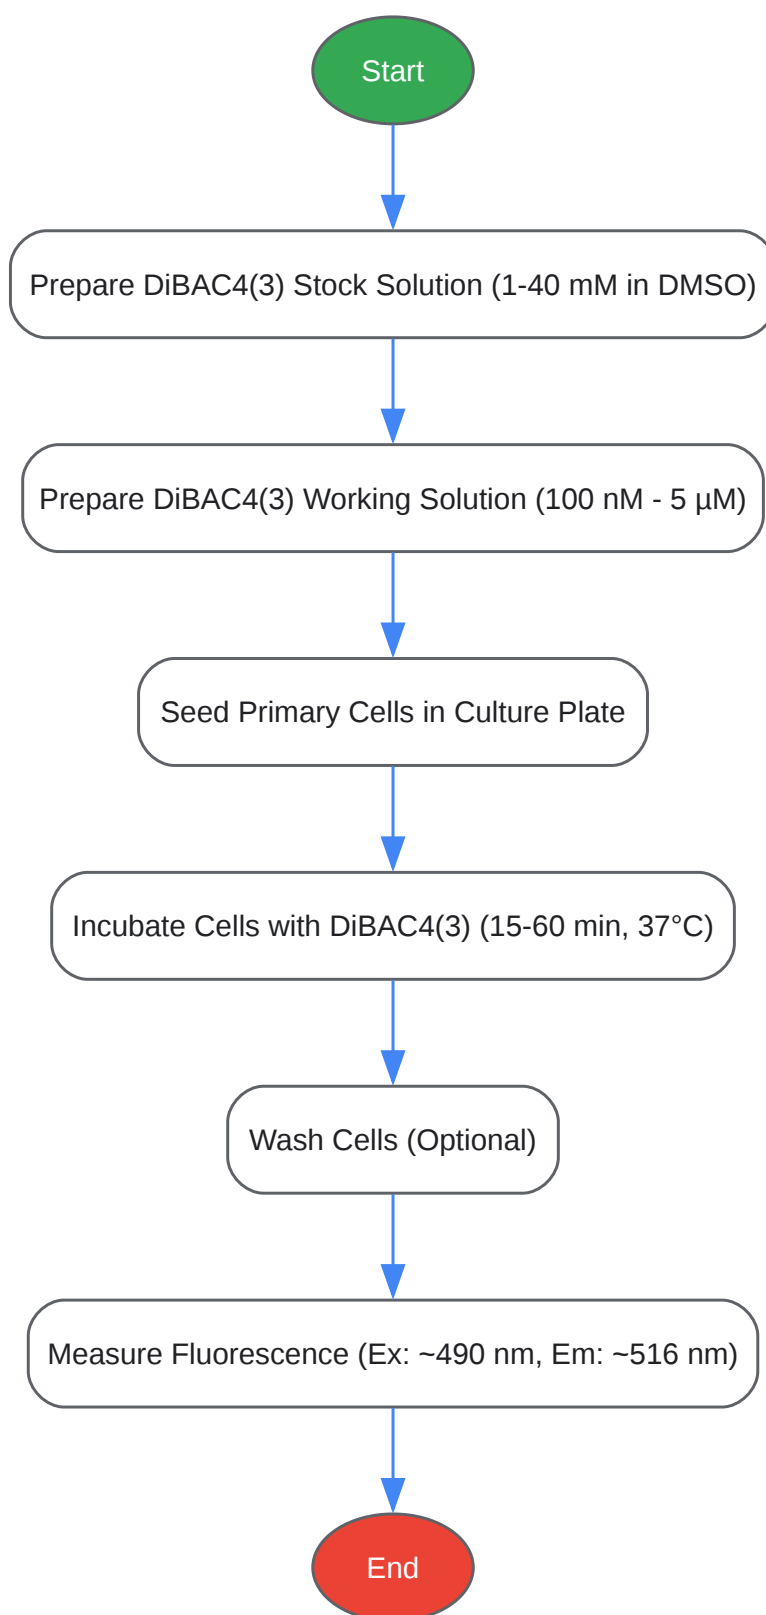 Start
Prepare DiBAC4(3) Stock Solution (1-40 mM in DMSO)
Prepare DiBAC4(3) Working Solution (100 nM - 5 µM)
Seed Primary Cells in Culture Plate
Incubate Cells with DiBAC4(3) (15-60 min, 37°C)
Wash Cells (Optional)
Measure Fluorescence (Ex: ~490 nm, Em: ~516 nm)
End